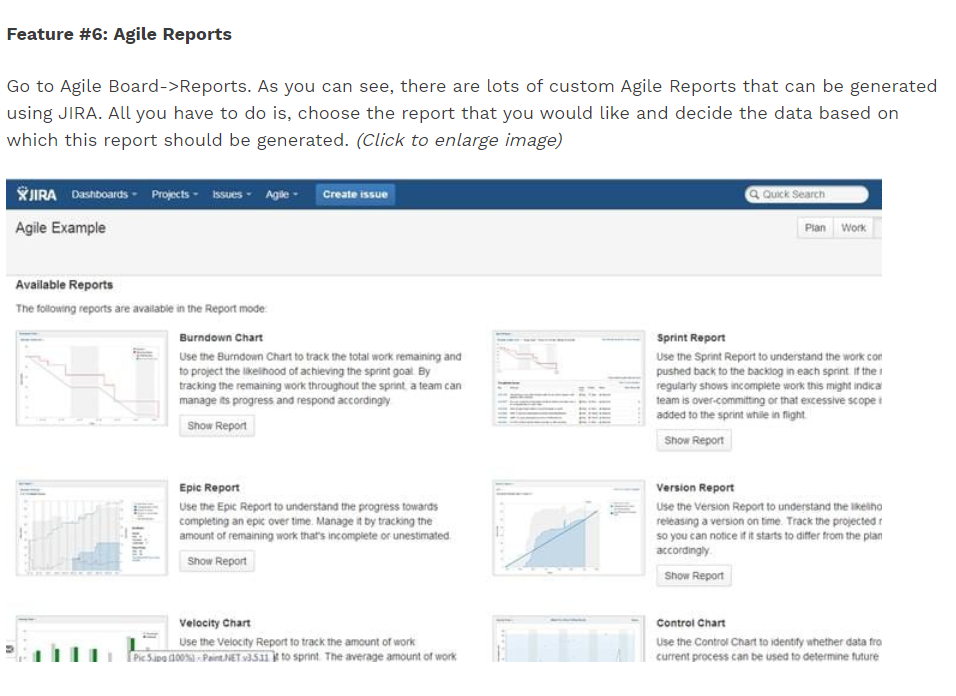 Feature #6: Agile Reports
Go to Agile Board->Reports. As you can see, there are lots of custom Agile Reports that can be generated
using JIRA. All you have to do is, choose the report that you would like and decide the data based on
which this report should be generated. (Click to enlarge image)
JIRA Dashboards Projects Issues Agile Create issue Quick Search
Agile Example
Plan Work
Available Reports
The following reports are available in the Report mode:
Burndown Chart
Use the Burndown Chart to track the total work remaining and
to project the likelihood of achieving the sprint goal. By
tracking the remaining work throughout the sprint, a team can
manage its progress and respond accordingly.
Show Report
Sprint Report
Use the Sprint Report to understand the work
pushed back to the backlog in each sprint. If the
regularly shows incomplete work this might
team is over-committing or that excessive scope
added to the sprint while in flight.
Show Report
Epic Report
Use the Epic Report to understand the progress towards
completing an epic over time. Manage it by tracking the
amount of remaining work that's incomplete or unestimated.
Show Report
Version Report
Use the Version Report to understand the
releasing a version on time. Track the projected
so you can notice if it starts to differ from the
accordingly.
Show Report
Velocity Chart
Use the Velocity Report to track the amount of work
to sprint. The average amount of work
Pic 5.jpg (100%) - Paint.NET v3.5.11
Control Chart
Use the Control Chart to identify whether data
current process can be used to determine future